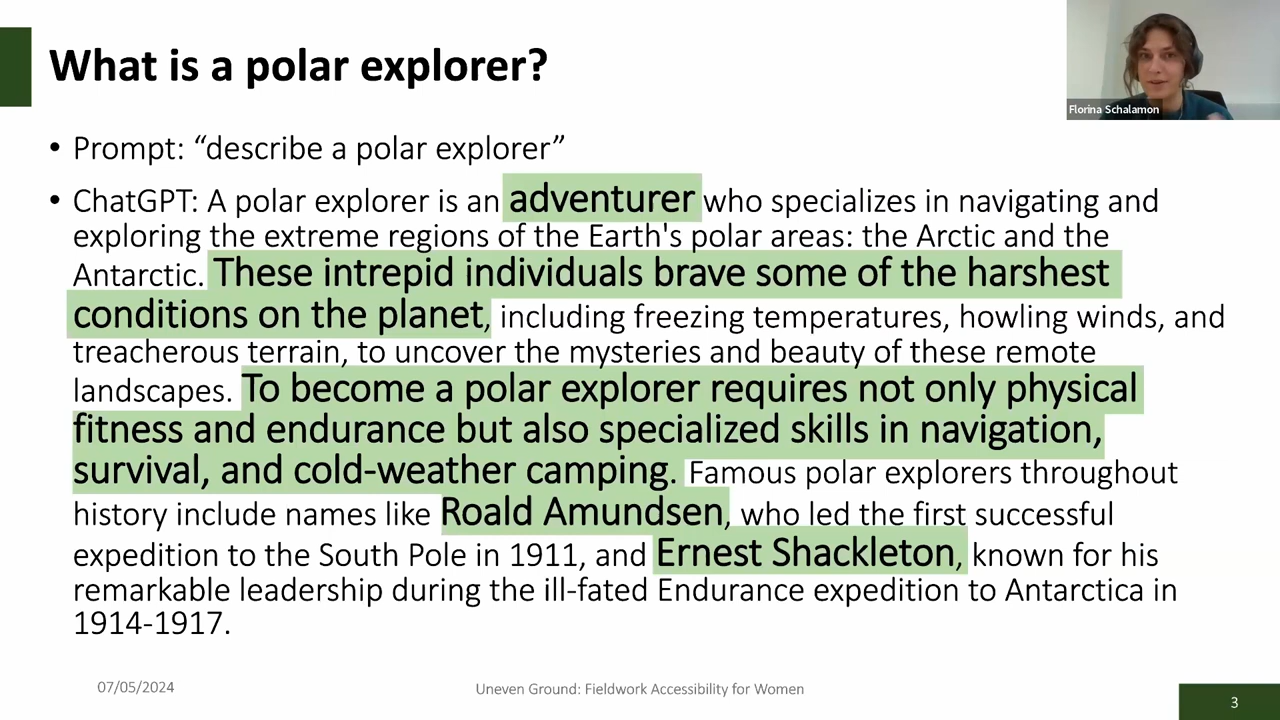 What is a polar explorer?
Florina Schalamon
• Prompt: “describe a polar explorer”
• ChatGPT: A polar explorer is an adventurer who specializes in navigating and
exploring the extreme regions of the Earth's polar areas: the Arctic and the
Antarctic. These intrepid individuals brave some of the harshest
conditions on the planet, including freezing temperatures, howling winds, and
treacherous terrain, to uncover the mysteries and beauty of these remote
landscapes. To become a polar explorer requires not only physical
fitness and endurance but also specialized skills in navigation,
survival, and cold-weather camping. Famous polar explorers throughout
history include names like Roald Amundsen, who led the first successful
expedition to the South Pole in 1911, and Ernest Shackleton, known for his
remarkable leadership during the ill-fated Endurance expedition to Antarctica in
1914-1917.
07/05/2024
Uneven Ground: Fieldwork Accessibility for Women
3